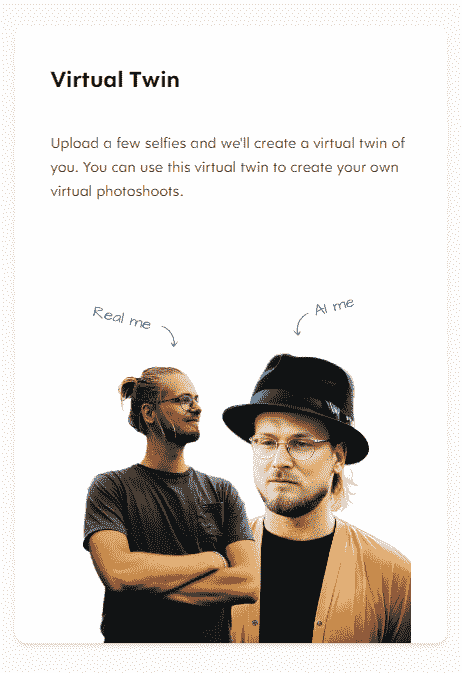 Virtual Twin
Upload a few selfies and we'll create a virtual twin of
you. You can use this virtual twin to create your own
virtual photoshoots.
Real me
AI me